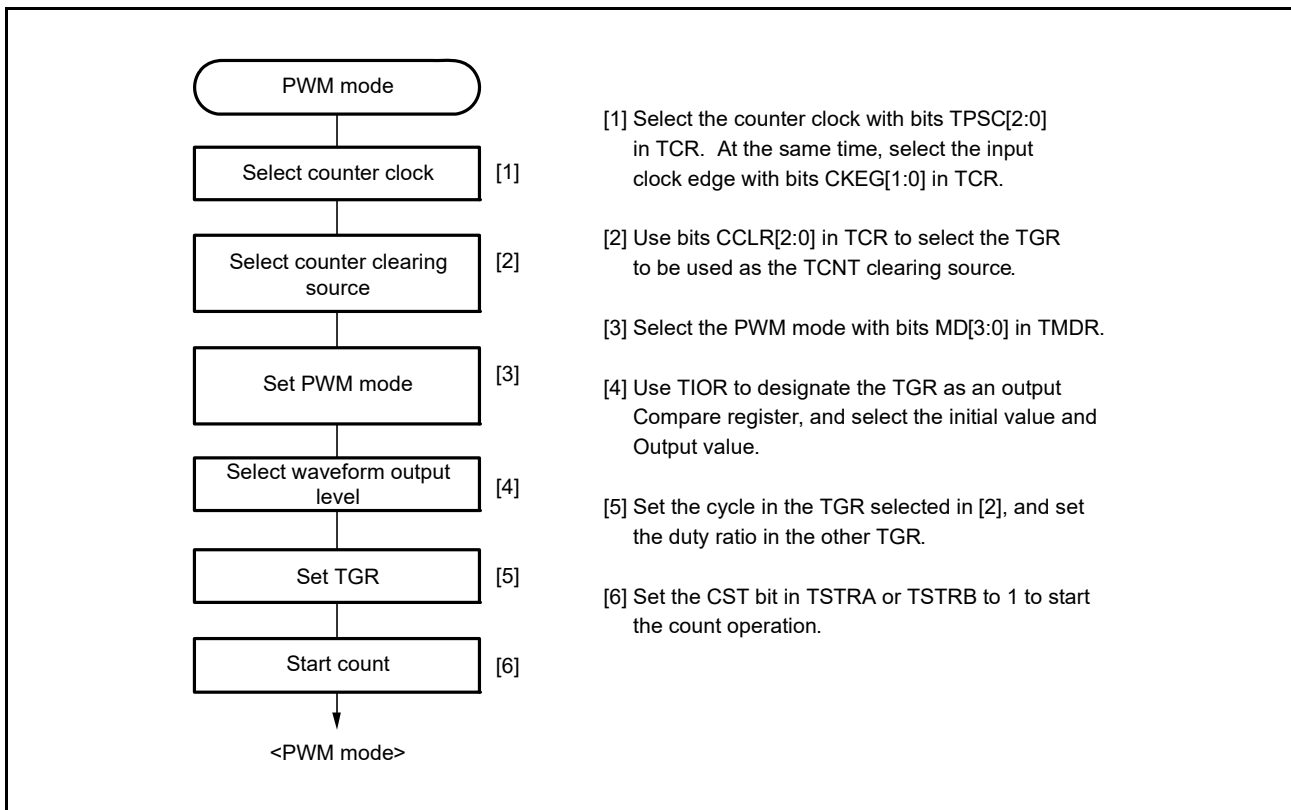 PWM mode
Select counter clock
[1]
Select counter clearing
source
[2]
Set PWM mode
[3]
Select waveform output
level
[4]
Set TGR
[5]
Start count
[6]
<PWM mode>
[1] Select the counter clock with bits TPSC[2:0]
in TCR.  At the same time, select the input
clock edge with bits CKEG[1:0] in TCR.
[2] Use bits CCLR[2:0] in TCR to select the TGR
to be used as the TCNT clearing source.
[3] Select the PWM mode with bits MD[3:0] in TMDR.
[4] Use TIOR to designate the TGR as an output
Compare register, and select the initial value and
Output value.
[5] Set the cycle in the TGR selected in [2], and set
the duty ratio in the other TGR.
[6] Set the CST bit in TSTRA or TSTRB to 1 to start
the count operation.